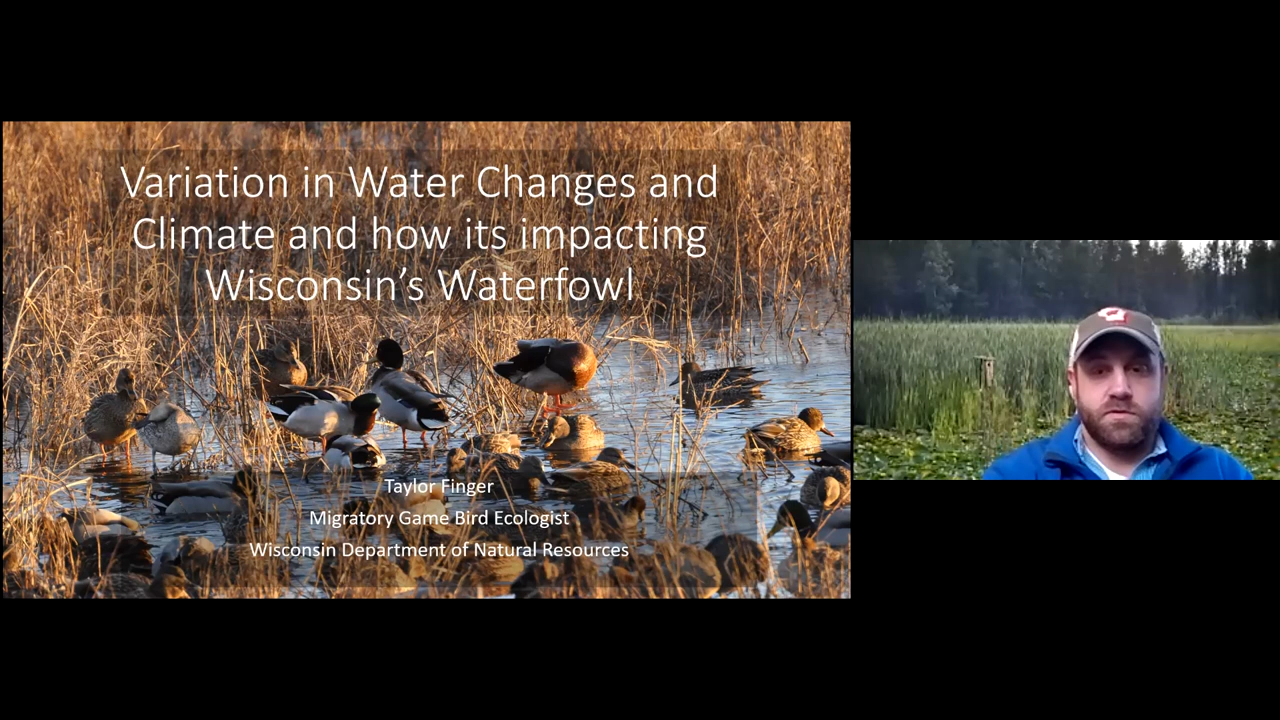 Variation in Water Changes and
Climate and how its impacting
Wisconsin’s Waterfowl
Taylor Finger
Migratory Game Bird Ecologist
Wisconsin Department of Natural Resources